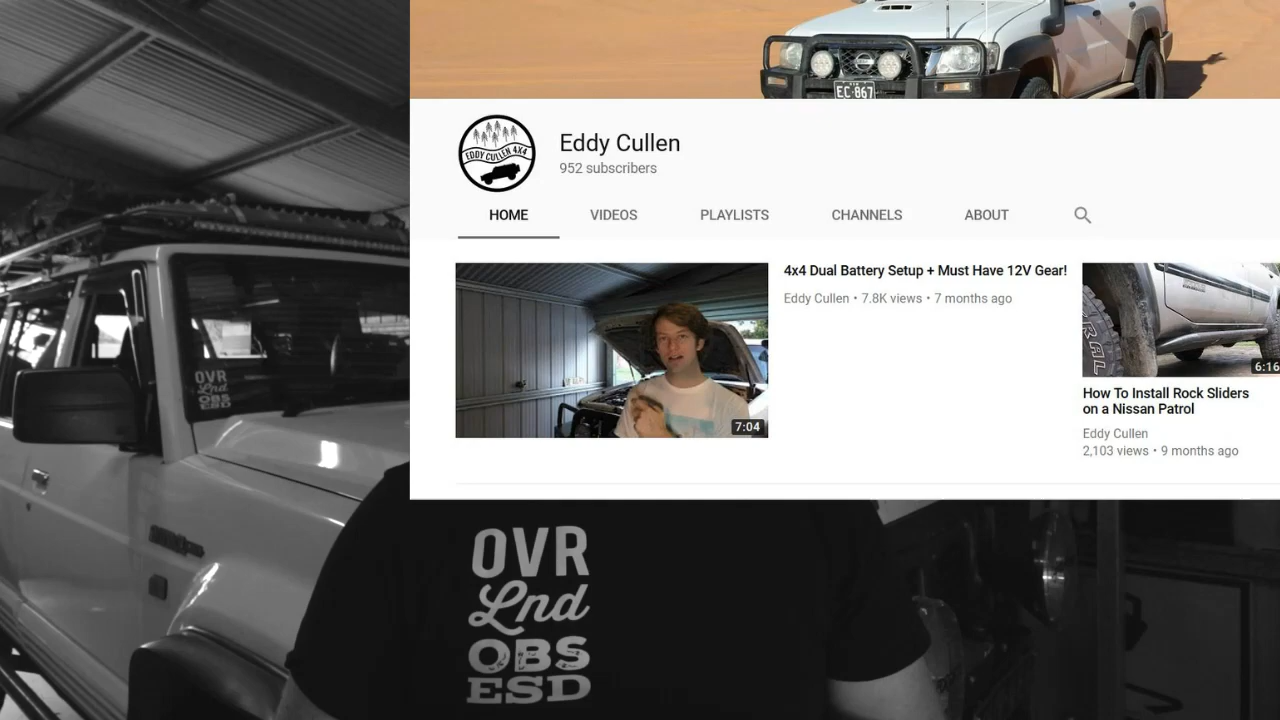 EC 867
EDDY CULLEN 4X4
Eddy Cullen
952 subscribers
HOME VIDEOS PLAYLISTS CHANNELS ABOUT
4x4 Dual Battery Setup + Must Have 12V Gear!
Eddy Cullen • 7.8K views • 7 months ago
7:04
6:16
How To Install Rock Sliders
on a Nissan Patrol
Eddy Cullen
2,103 views • 9 months ago
OVR
Lnd
OBS
ESD
OVR
Lnd
OBS
ESD